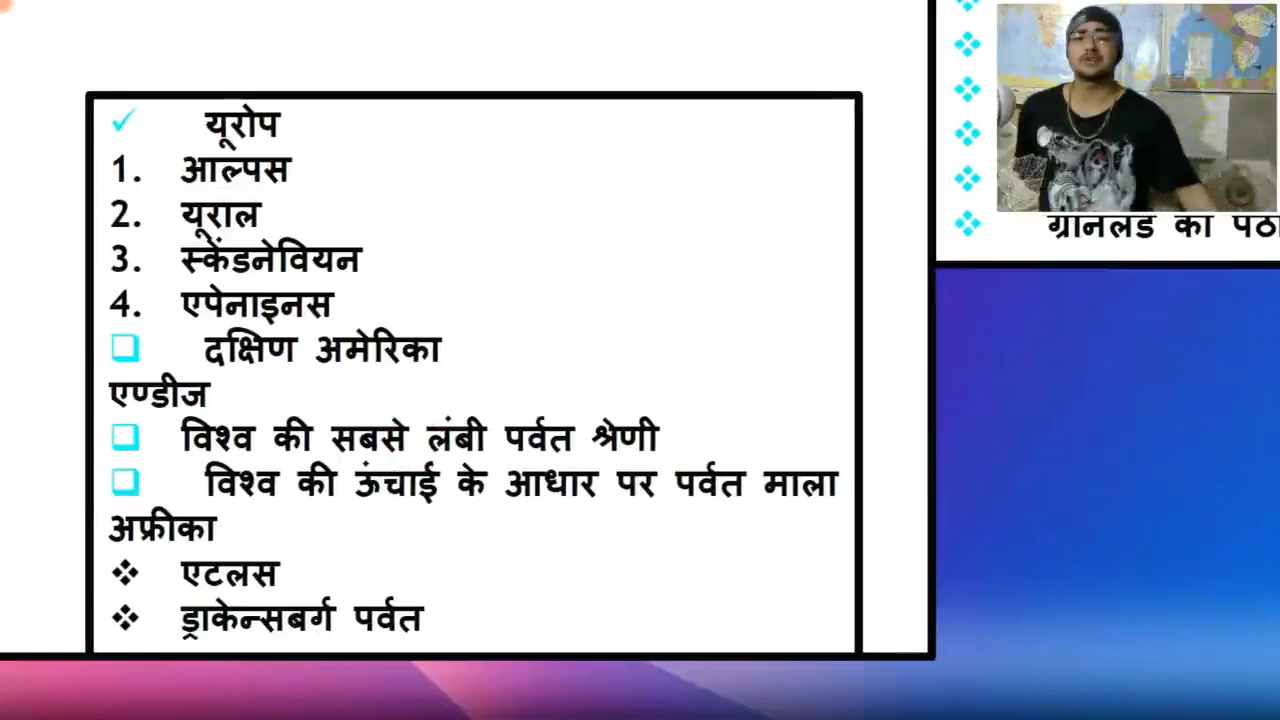 ✓ यूरोप
1. आल्पस
2. यूराल
3. स्केंडनेवियन
4. एपेनाइनस
❑ दक्षिण अमेरिका
एण्डीज
❑ विश्व की सबसे लंबी पर्वत श्रेणी
❑ विश्व की ऊंचाई के आधार पर पर्वत माला
अफ्रीका
❖ एटलस
❖ ड्राकेन्सबर्ग पर्वत
❖ ग्रीनलैंड का